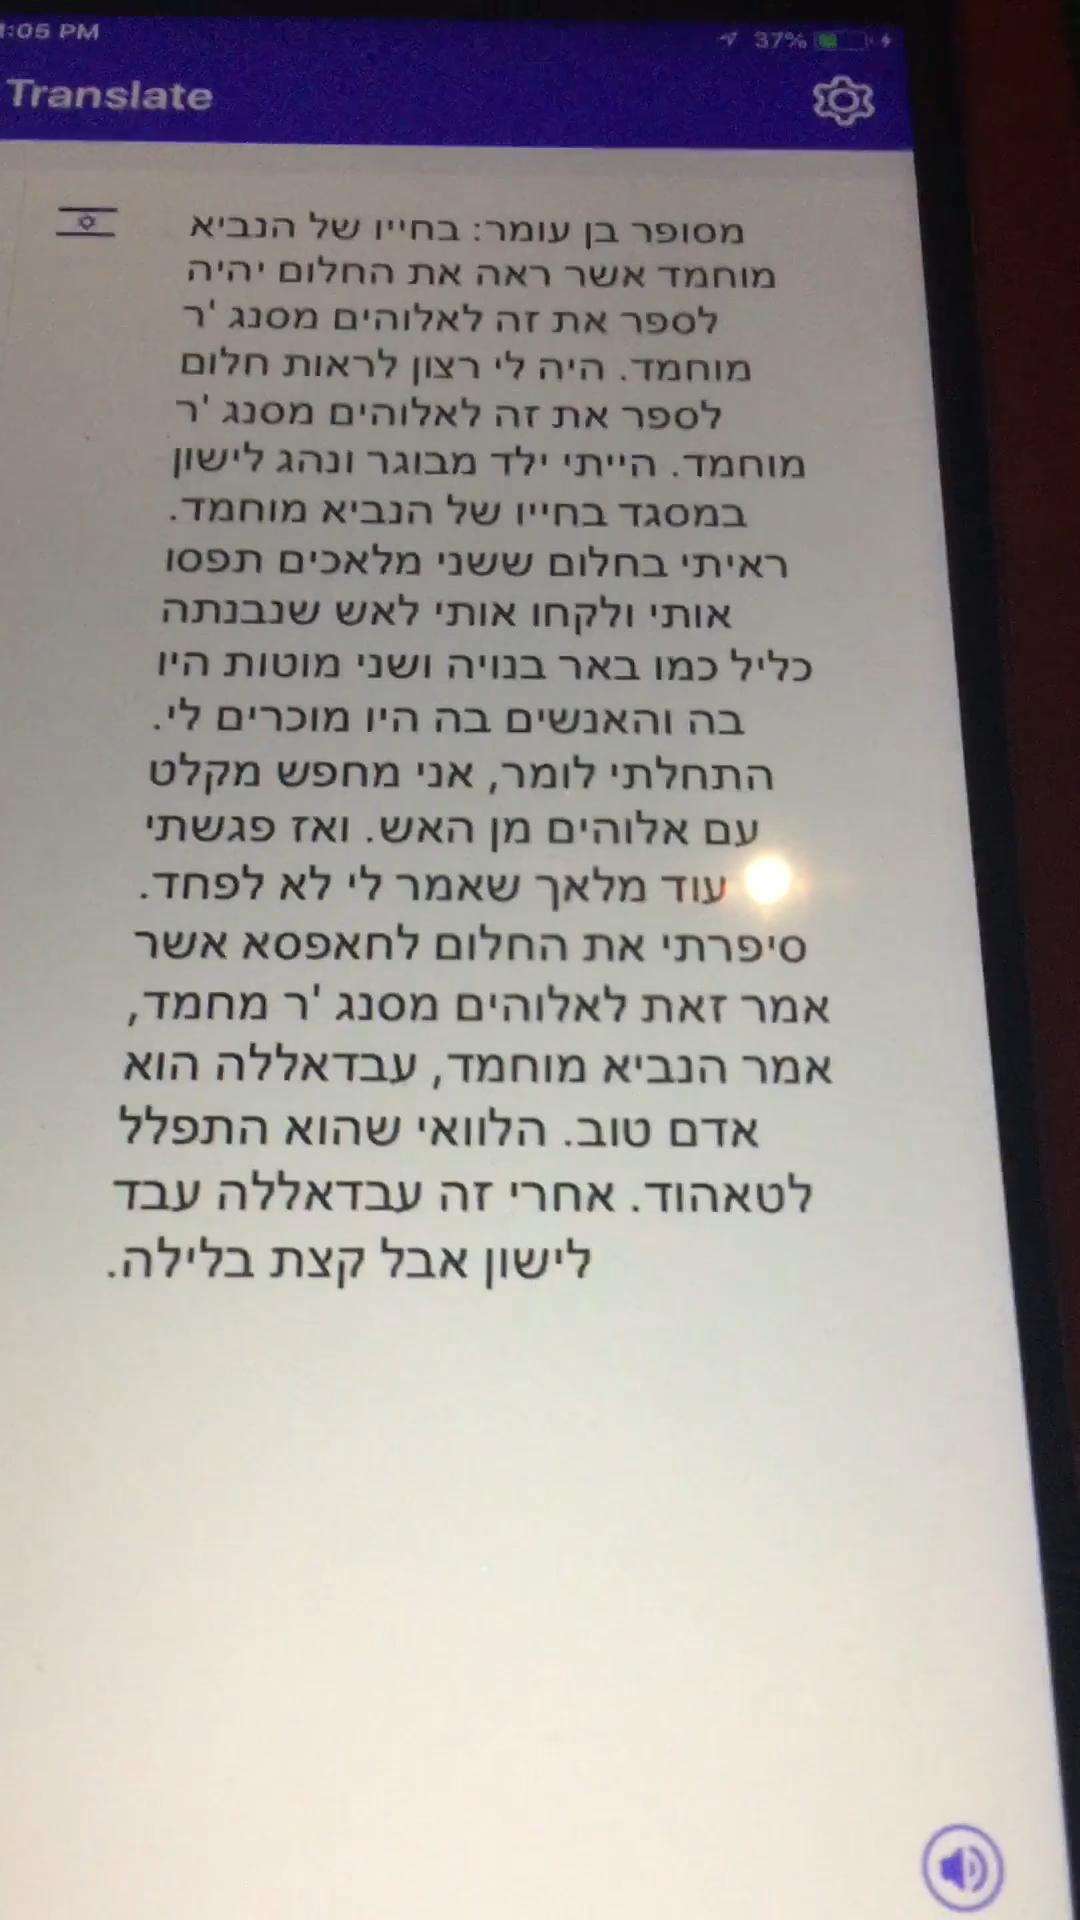 1:05 PM
37%
Translate
מסופר בן עומר: בחייו של הנביא
מוחמד אשר ראה את החלום יהיה
לספר את זה לאלוהים מסנג 'ר
מוחמד. היה לי רצון לראות חלום
לספר את זה לאלוהים מסנג 'ר
מוחמד. הייתי ילד מבוגר ונהג לישון
במסגד בחייו של הנביא מוחמד.
ראיתי בחלום ששני מלאכים תפסו
אותי ולקחו אותי לאש שנבנתה
כליל כמו באר בנויה ושני מוטות היו
בה והאנשים בה היו מוכרים לי.
התחלתי לומר, אני מחפש מקלט
עם אלוהים מן האש. ואז פגשתי
עוד מלאך שאמר לי לא לפחד.
סיפרתי את החלום לחאפסא אשר
אמר זאת לאלוהים מסנג 'ר מחמד,
אמר הנביא מוחמד, עבדאללה הוא
אדם טוב. הלוואי שהוא התפלל
לטאהוד. אחרי זה עבדאללה עבד
לישון אבל קצת בלילה.